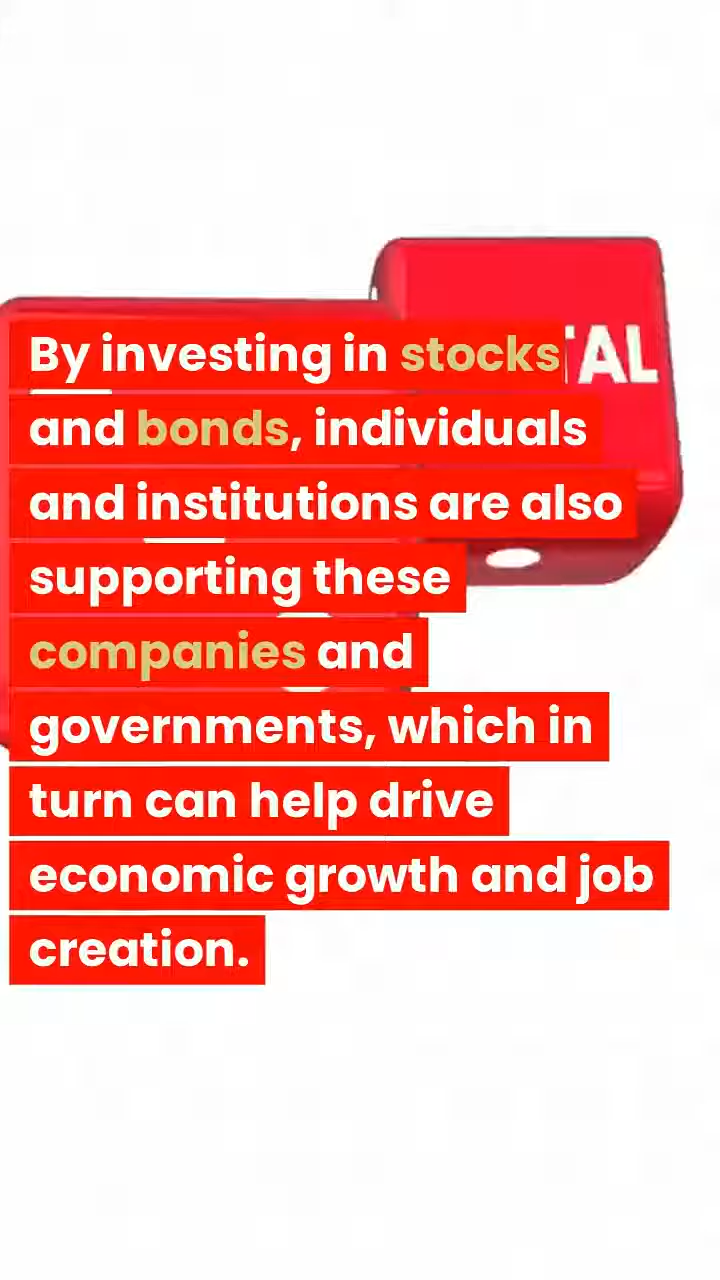 By investing in stocks
and bonds, individuals
and institutions are also
supporting these
companies and
governments, which in
turn can help drive
economic growth and job
creation.